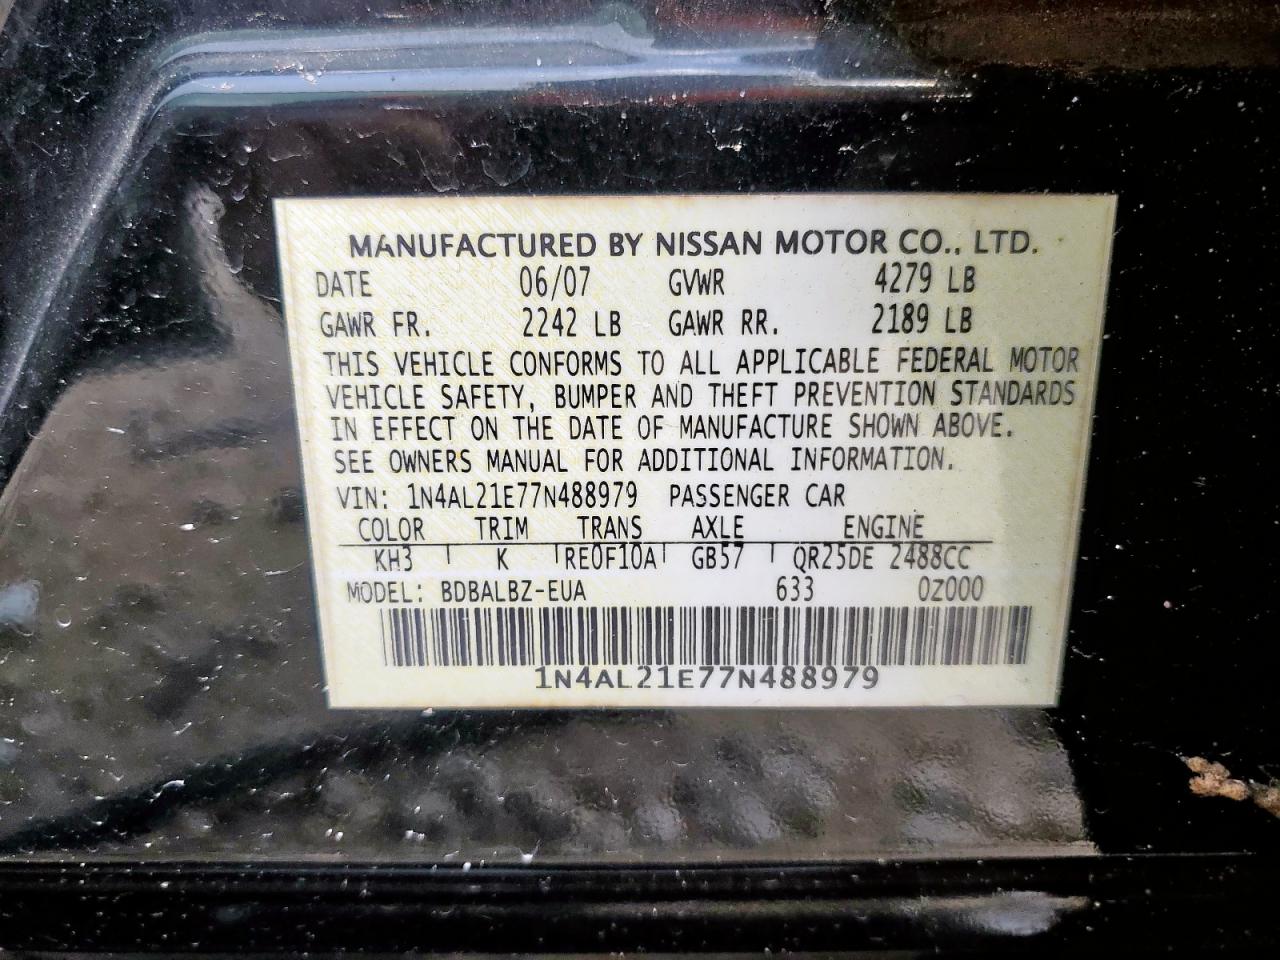 MANUFACTURED BY NISSAN MOTOR CO., LTD.
DATE 06/07 GVWR 4279 LB
GAWR FR. 2242 LB GAWR RR. 2189 LB
THIS VEHICLE CONFORMS TO ALL APPLICABLE FEDERAL MOTOR
VEHICLE SAFETY, BUMPER AND THEFT PREVENTION STANDARDS
IN EFFECT ON THE DATE OF MANUFACTURE SHOWN ABOVE.
SEE OWNERS MANUAL FOR ADDITIONAL INFORMATION.
VIN: 1N4AL21E77N488979 PASSENGER CAR
COLOR TRIM TRANS AXLE ENGINE
KH3 K RE0F10A GB57 QR25DE 2488CC
MODEL: BDBALBZ-EUA 633 0Z000
1N4AL21E77N488979